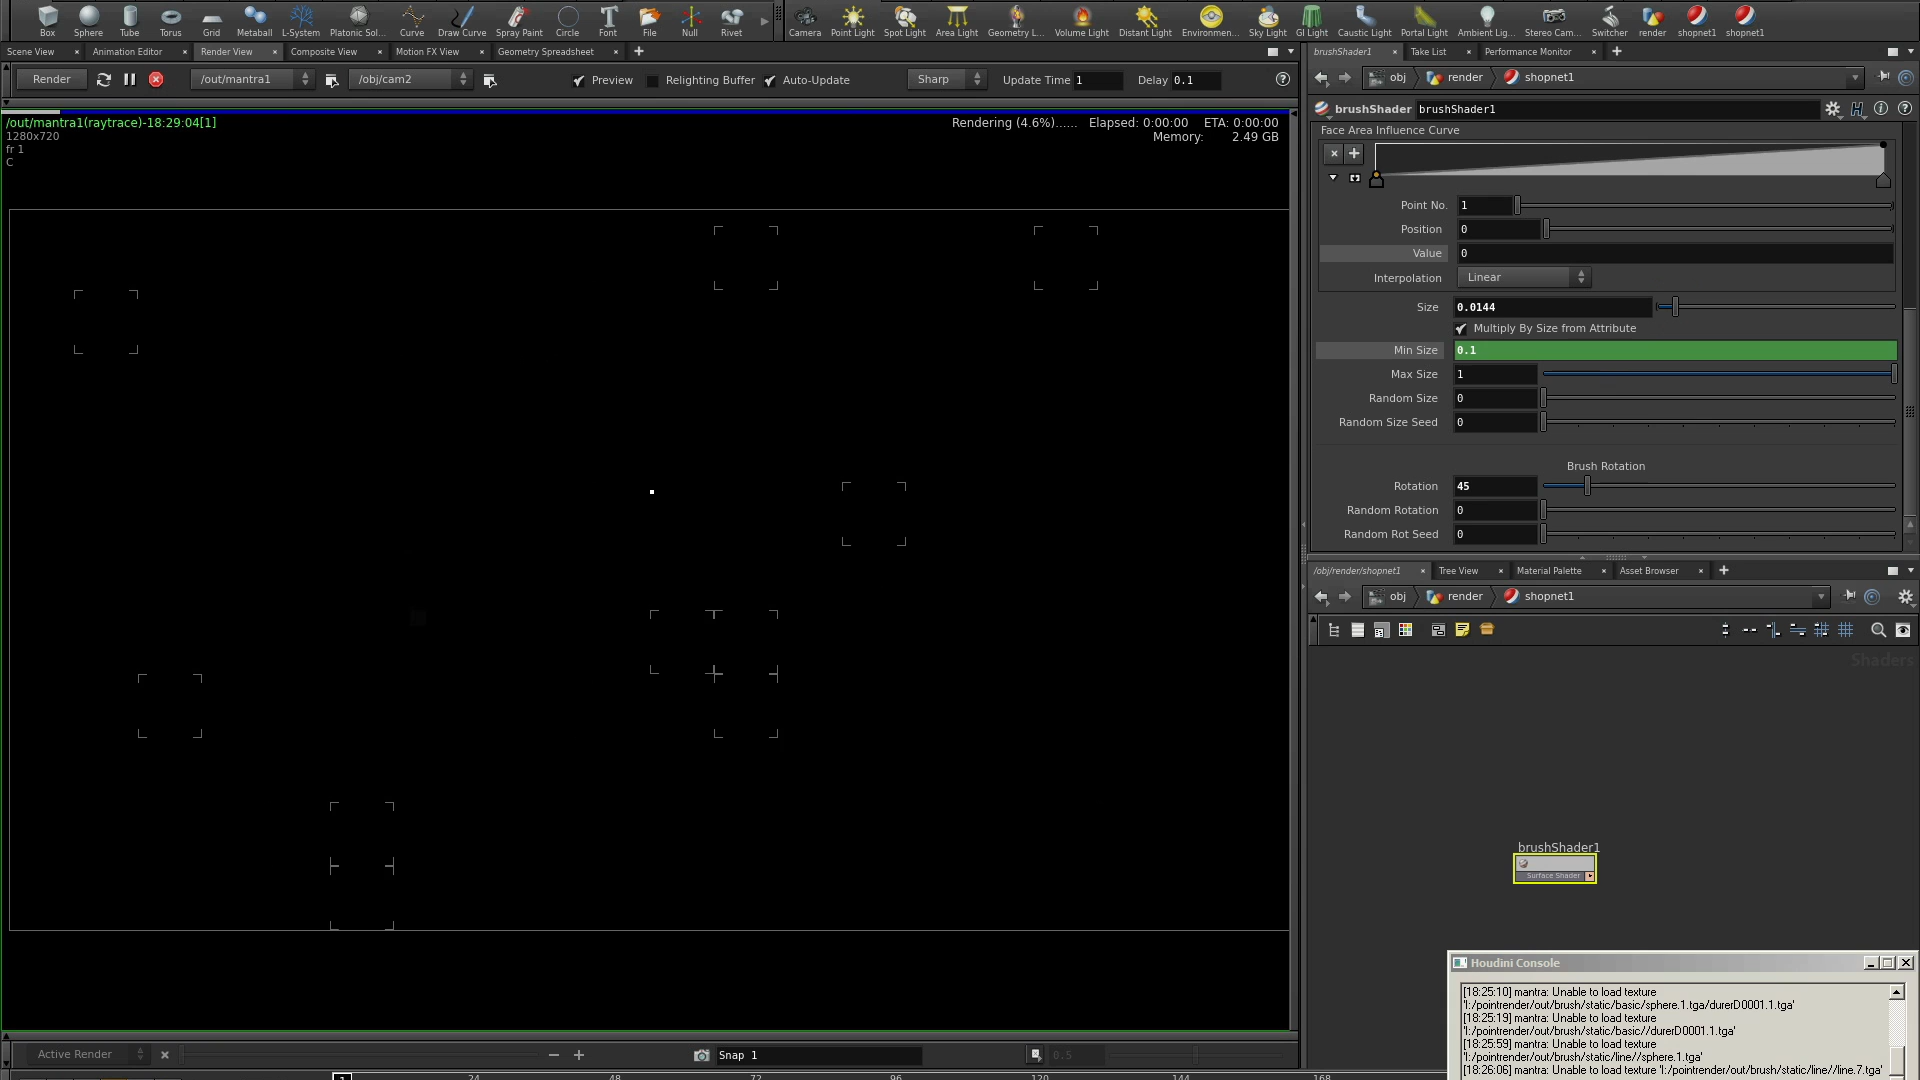 Box Sphere Tube Torus Grid Metaball L-System Platonic Sol... Curve Draw Curve Spray Paint Circle Font File Null Rivet Camera Point Light Spot Light Area Light Geometry L... Volume Light Distant Light Environmen... Sky Light GI Light Caustic Light Portal Light Ambient Lig... Stereo Cam... Switcher render shopnet1 shopnet1
Scene View Animation Editor Render View Composite View Motion FX View Geometry Spreadsheet
brushShader1 Take List Performance Monitor
Render /out/mantra1 /obj/cam2 Preview Relighting Buffer Auto-Update Sharp Update Time 1 Delay 0.1
obj render shopnet1
brushShader brushShader1
/out/mantra1(raytrace)-18:29:04[1]
Rendering (4.6%)...... Elapsed: 0:00:00 ETA: 0:00:00
1280x720
Memory: 2.49 GB
fr 1
C
Face Area Influence Curve
Point No. 1
Position 0
Value 0
Interpolation Linear
Size 0.0144
Multiply By Size from Attribute
Min Size 0.1
Max Size 1
Random Size 0
Random Size Seed 0
Brush Rotation
Rotation 45
Random Rotation 0
Random Rot Seed 0
/obj/render/shopnet1 Tree View Material Palette Asset Browser
obj render shopnet1
Shaders
brushShader1
Surface Shader
Houdini Console
[18:25:10] mantra: Unable to load texture
'I:/pointrender/out/brush/static/basic/sphere.1.tga/durerD0001.1.tga'
[18:25:19] mantra: Unable to load texture
'I:/pointrender/out/brush/static/basic//durerD0001.1.tga'
[18:25:59] mantra: Unable to load texture
'I:/pointrender/out/brush/static/line//sphere.1.tga'
[18:26:06] mantra: Unable to load texture 'I:/pointrender/out/brush/static/line//line.7.tga'
Active Render Snap 1 0.5
1 24 48 72 96 120 144 168